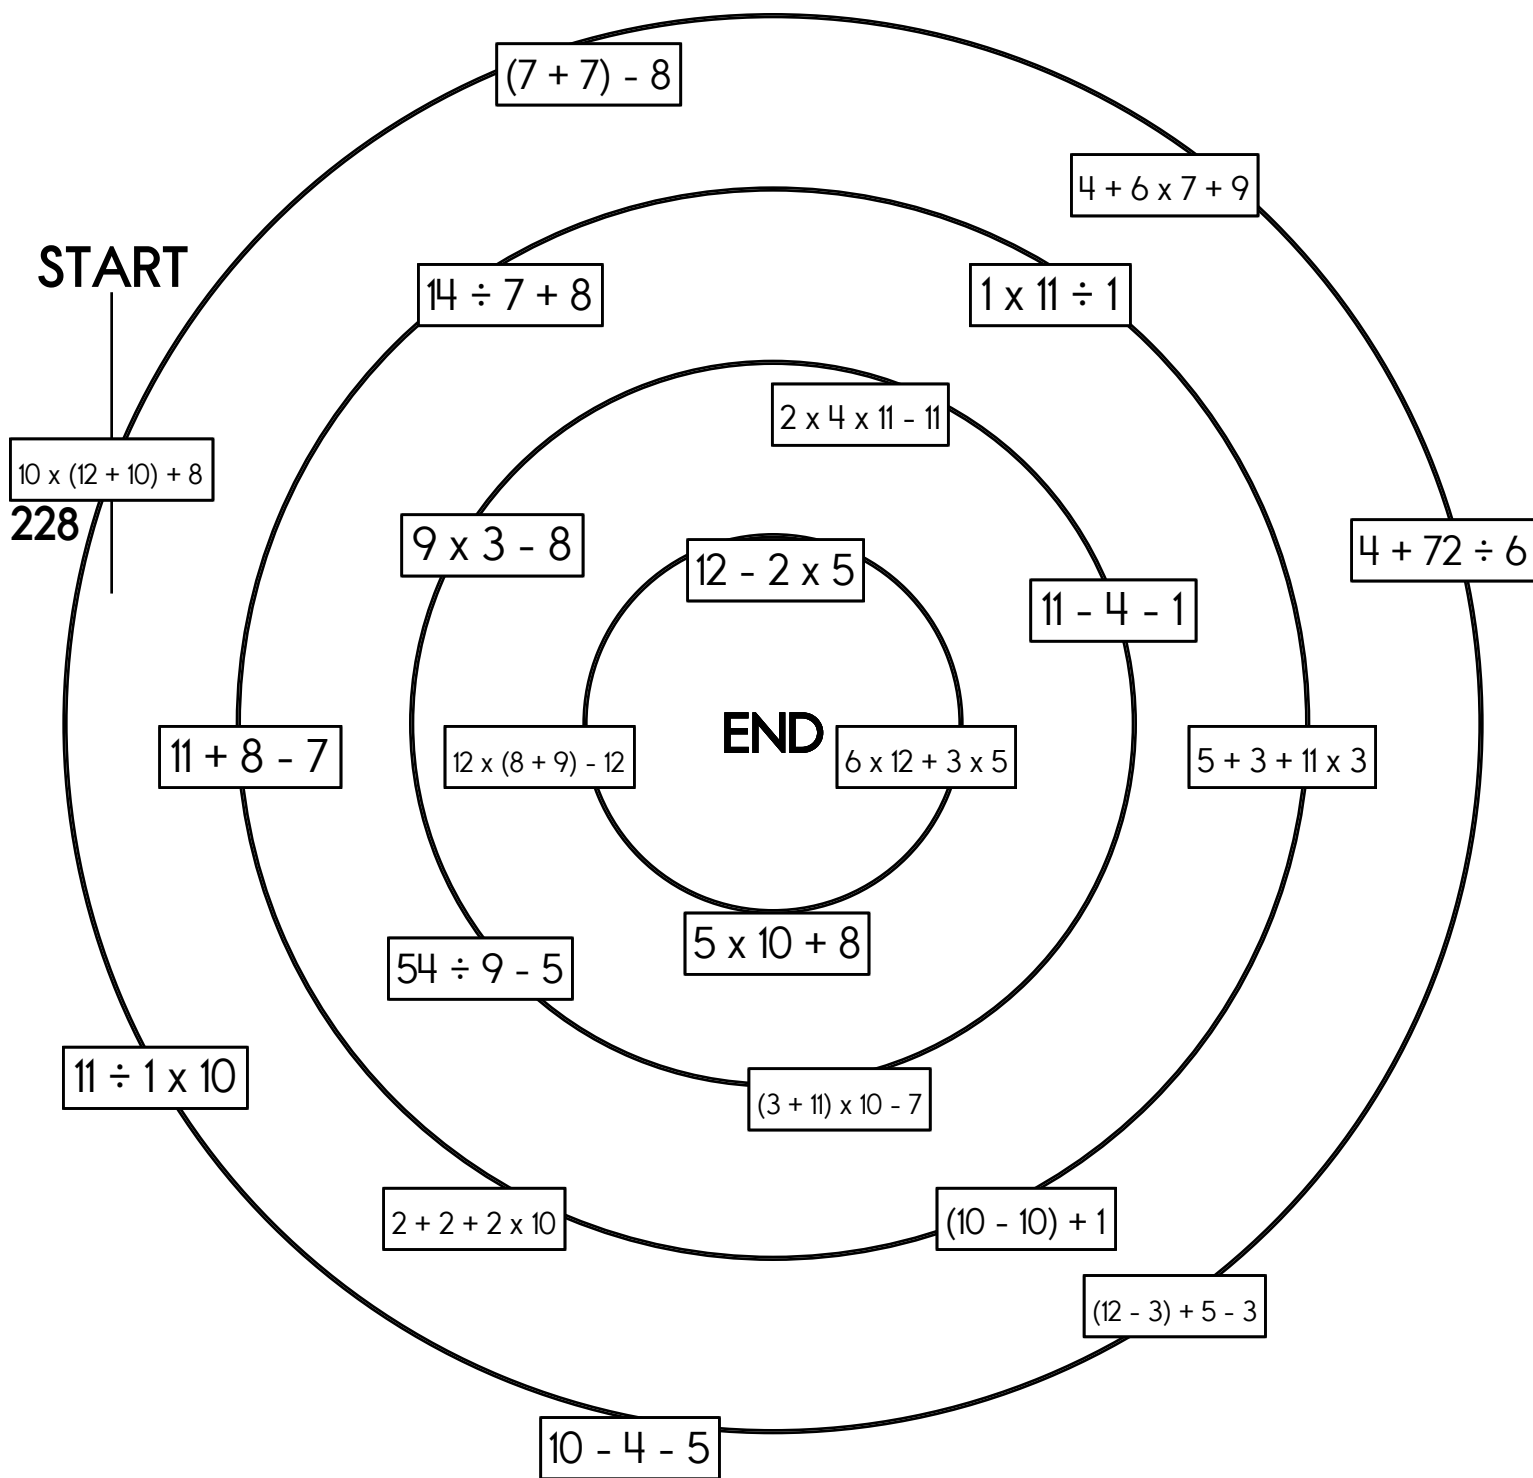 (7 + 7) - 8
4 + 6 x 7 + 9
START
14 ÷ 7 + 8
1 x 11 ÷ 1
2 x 4 x 11 - 11
10 x (12 + 10) + 8
228
9 x 3 - 8
4 + 72 ÷ 6
12 - 2 x 5
11 - 4 - 1
END
11 + 8 - 7
12 x (8 + 9) - 12
6 x 12 + 3 x 5
5 + 3 + 11 x 3
5 x 10 + 8
54 ÷ 9 - 5
11 ÷ 1 x 10
(3 + 11) x 10 - 7
2 + 2 + 2 x 10
(10 - 10) + 1
(12 - 3) + 5 - 3
10 - 4 - 5